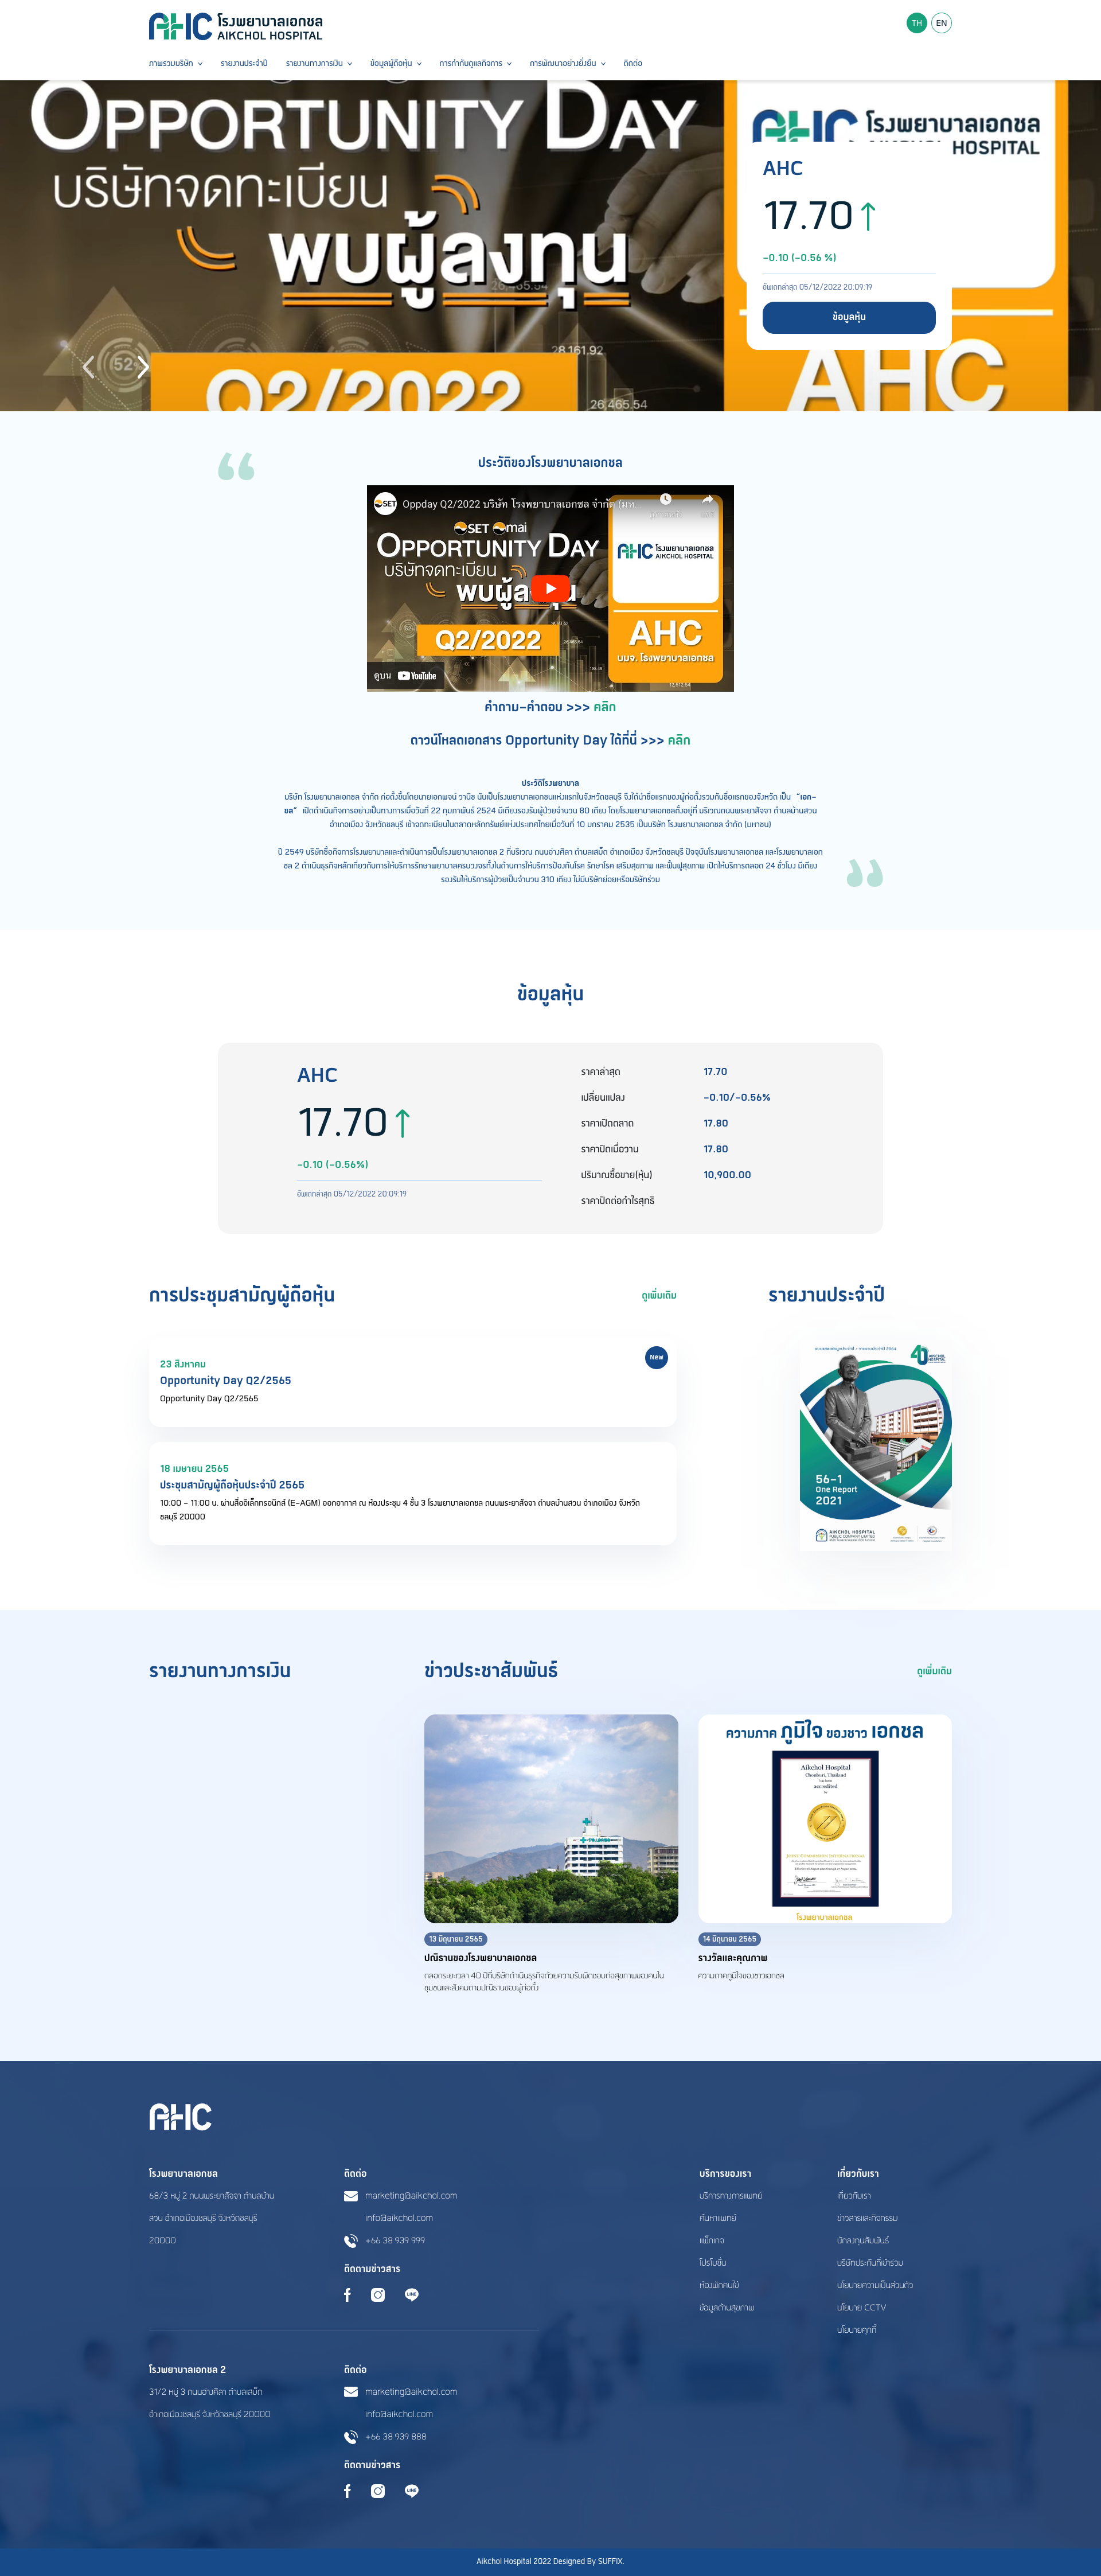 AHC โรงพยาบาลเอกชล
AIKCHOL HOSPITAL
TH EN
ภาพรวมบริษัท รายงานประจำปี รายงานทางการเงิน ข้อมูลผู้ถือหุ้น การกำกับดูแลกิจการ การพัฒนาอย่างยั่งยืน ติดต่อ
OPPORTUNITY DAY
บริษัทจดทะเบียน
พบผู้ลงทุน
Q2/2022
AHC โรงพยาบาลเอกชล
HOSPITAL
AHC
AHC
17.70
-0.10 (-0.56 %)
อัพเดทล่าสุด 05/12/2022 20:09:19
ข้อมูลหุ้น
ประวัติของโรงพยาบาลเอกชล
Oppday Q2/2022 บริษัท โรงพยาบาลเอกชล จำกัด (มห
SET mai
OPPORTUNITY DAY
บริษัทจดทะเบียน
พบผู้ลงทุน
Q2/2022
AHC โรงพยาบาลเอกชล
AIKCHOL HOSPITAL
AHC
บมจ. โรงพยาบาลเอกชล
ดูบน YouTube
คำถาม-คำตอบ >>> คลิก
ดาวน์โหลดเอกสาร Opportunity Day ได้ที่นี่ >>> คลิก
ประวัติโรงพยาบาล
บริษัท โรงพยาบาลเอกชล จำกัด ก่อตั้งขึ้นโดยนายเอกพจน์ วานิช นับเป็นโรงพยาบาลเอกชนแห่งแรกในจังหวัดชลบุรี จึงได้นำชื่อแรกของผู้ก่อตั้งรวมกับชื่อแรกของจังหวัด เป็น "เอก-
ชล" เปิดดำเนินกิจการอย่างเป็นทางการเมื่อวันที่ 22 กุมภาพันธ์ 2524 มีเตียงรองรับผู้ป่วยจำนวน 80 เตียง โดยโรงพยาบาลเอกชลตั้งอยู่ที่ บริเวณถนนพระยาสัจจา ตำบลบ้านสวน
อำเภอเมือง จังหวัดชลบุรี เข้าจดทะเบียนในตลาดหลักทรัพย์แห่งประเทศไทยเมื่อวันที่ 10 มกราคม 2535 เป็นบริษัท โรงพยาบาลเอกชล จำกัด (มหาชน)
ปี 2549 บริษัทซื้อกิจการโรงพยาบาลและดำเนินการเป็นโรงพยาบาลเอกชล 2 ที่บริเวณ ถนนอ่างศิลา ตำบลเสม็ด อำเภอเมือง จังหวัดชลบุรี ปัจจุบันโรงพยาบาลเอกชล และโรงพยาบาลเอก
ชล 2 ดำเนินธุรกิจหลักเกี่ยวกับการให้บริการรักษาพยาบาลครบวงจรทั้งในด้านการให้บริการป้องกันโรค รักษาโรค เสริมสุขภาพ และฟื้นฟูสุขภาพ เปิดให้บริการตลอด 24 ชั่วโมง มีเตียง
รองรับให้บริการผู้ป่วยเป็นจำนวน 310 เตียง ไม่มีบริษัทย่อยหรือบริษัทร่วม
ข้อมูลหุ้น
AHC
17.70
-0.10 (-0.56%)
อัพเดทล่าสุด 05/12/2022 20:09:19
ราคาล่าสุด 17.70
เปลี่ยนแปลง -0.10/-0.56%
ราคาเปิดตลาด 17.80
ราคาปิดเมื่อวาน 17.80
ปริมาณซื้อขาย(หุ้น) 10,900.00
ราคาปิดต่อกำไรสุทธิ
การประชุมสามัญผู้ถือหุ้น ดูเพิ่มเติม
New
23 สิงหาคม
Opportunity Day Q2/2565
Opportunity Day Q2/2565
18 เมษายน 2565
ประชุมสามัญผู้ถือหุ้นประจำปี 2565
10:00 - 11:00 น. ผ่านสื่ออิเล็กทรอนิกส์ (E-AGM) ออกอากาศ ณ ห้องประชุม 4 ชั้น 3 โรงพยาบาลเอกชล ถนนพระยาสัจจา ตำบลบ้านสวน อำเภอเมือง จังหวัด
ชลบุรี 20000
รายงานประจำปี
40 AIKCHOL HOSPITAL
56-1
One Report
2021
AIKCHOL HOSPITAL
PUBLIC COMPANY LIMITED
รายงานทางการเงิน
ข่าวประชาสัมพันธ์ ดูเพิ่มเติม
13 มิถุนายน 2565
ปณิธานของโรงพยาบาลเอกชล
ตลอดระยะเวลา 40 ปีที่บริษัทดำเนินธุรกิจด้วยความรับผิดชอบต่อสุขภาพของคนใน
ชุมชนและสังคมตามปณิธานของผู้ก่อตั้ง
ความภาคภูมิใจ ของชาว เอกชล
Aikchol Hospital
Chonburi, Thailand
accredited
by
JOINT COMMISSION INTERNATIONAL
โรงพยาบาลเอกชล
14 มิถุนายน 2565
รางวัลและคุณภาพ
ความภาคภูมิใจของชาวเอกชล
AHC
โรงพยาบาลเอกชล
68/3 หมู่ 2 ถนนพระยาสัจจา ตำบลบ้าน
สวน อำเภอเมืองชลบุรี จังหวัดชลบุรี
20000
ติดต่อ
marketing@aikchol.com
info@aikchol.com
+66 38 939 999
ติดตามข่าวสาร
LINE
บริการของเรา
บริการทางการแพทย์
ค้นหาแพทย์
แพ็กเกจ
โปรโมชั่น
ห้องพักคนไข้
ข้อมูลด้านสุขภาพ
เกี่ยวกับเรา
เกี่ยวกับเรา
ข่าวสารและกิจกรรม
นักลงทุนสัมพันธ์
บริษัทประกันที่เข้าร่วม
นโยบายความเป็นส่วนตัว
นโยบาย CCTV
นโยบายคุกกี้
โรงพยาบาลเอกชล 2
31/2 หมู่ 3 ถนนอ่างศิลา ตำบลเสม็ด
อำเภอเมืองชลบุรี จังหวัดชลบุรี 20000
ติดต่อ
marketing@aikchol.com
info@aikchol.com
+66 38 939 888
ติดตามข่าวสาร
LINE
Aikchol Hospital 2022 Designed By SUFFIX.